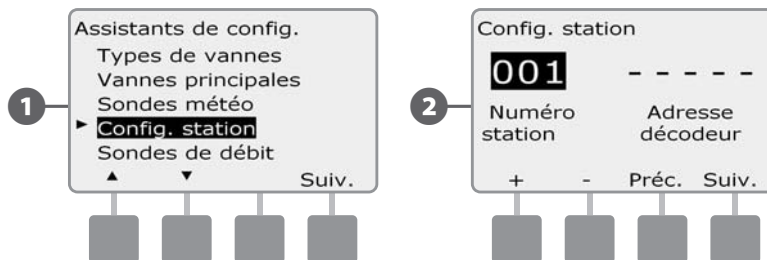 1
Assistants de config.
Types de vannes
Vannes principales
Sondes météo
► Config. station
Sondes de débit
▲ ▼ Suiv.
2
Config. station
001 - - - - -
Numéro station
Adresse décodeur
+ - Préc. Suiv.